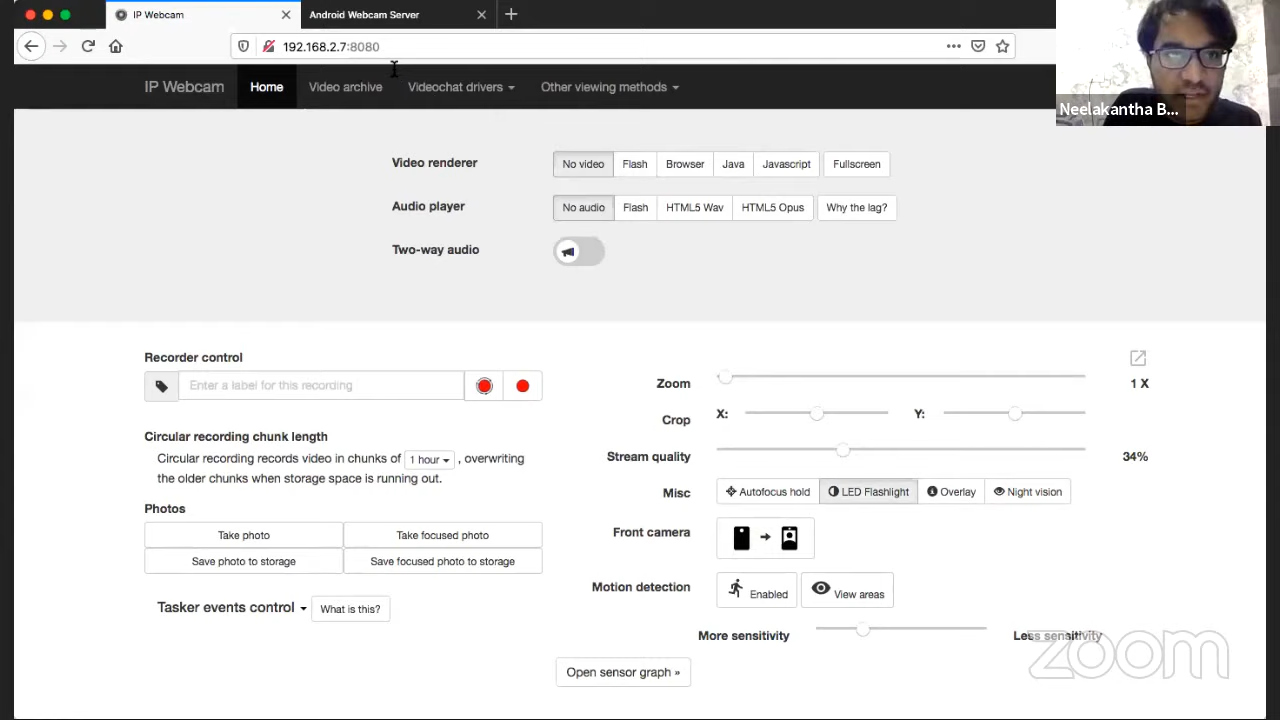 IP Webcam
Android Webcam Server
192.168.2.7:8080
IP Webcam Home Video archive Videochat drivers Other viewing methods
Neelakantha B...
Video renderer No video Flash Browser Java Javascript Fullscreen
Audio player No audio Flash HTML5 Wav HTML5 Opus Why the lag?
Two-way audio
Recorder control
Enter a label for this recording
Circular recording chunk length
Circular recording records video in chunks of 1 hour , overwriting
the older chunks when storage space is running out.
Photos
Take photo Take focused photo
Save photo to storage Save focused photo to storage
Tasker events control What is this?
Zoom 1 X
Crop X: Y:
Stream quality 34%
Misc Autofocus hold LED Flashlight Overlay Night vision
Front camera
Motion detection Enabled View areas
More sensitivity Less sensitivity
Open sensor graph »
zoom